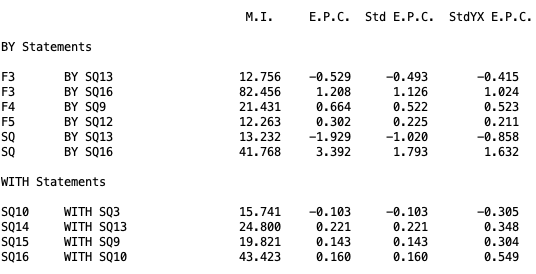 M.I. E.P.C. Std E.P.C. StdYX E.P.C.
BY Statements
F3 BY SQ13 12.756 -0.529 -0.493 -0.415
F3 BY SQ16 82.456 1.208 1.126 1.024
F4 BY SQ9 21.431 0.664 0.522 0.523
F5 BY SQ12 12.263 0.302 0.225 0.211
SQ BY SQ13 13.232 -1.929 -1.020 -0.858
SQ BY SQ16 41.768 3.392 1.793 1.632
WITH Statements
SQ10 WITH SQ3 15.741 -0.103 -0.103 -0.305
SQ14 WITH SQ13 24.800 0.221 0.221 0.348
SQ15 WITH SQ9 19.821 0.143 0.143 0.304
SQ16 WITH SQ10 43.423 0.160 0.160 0.549